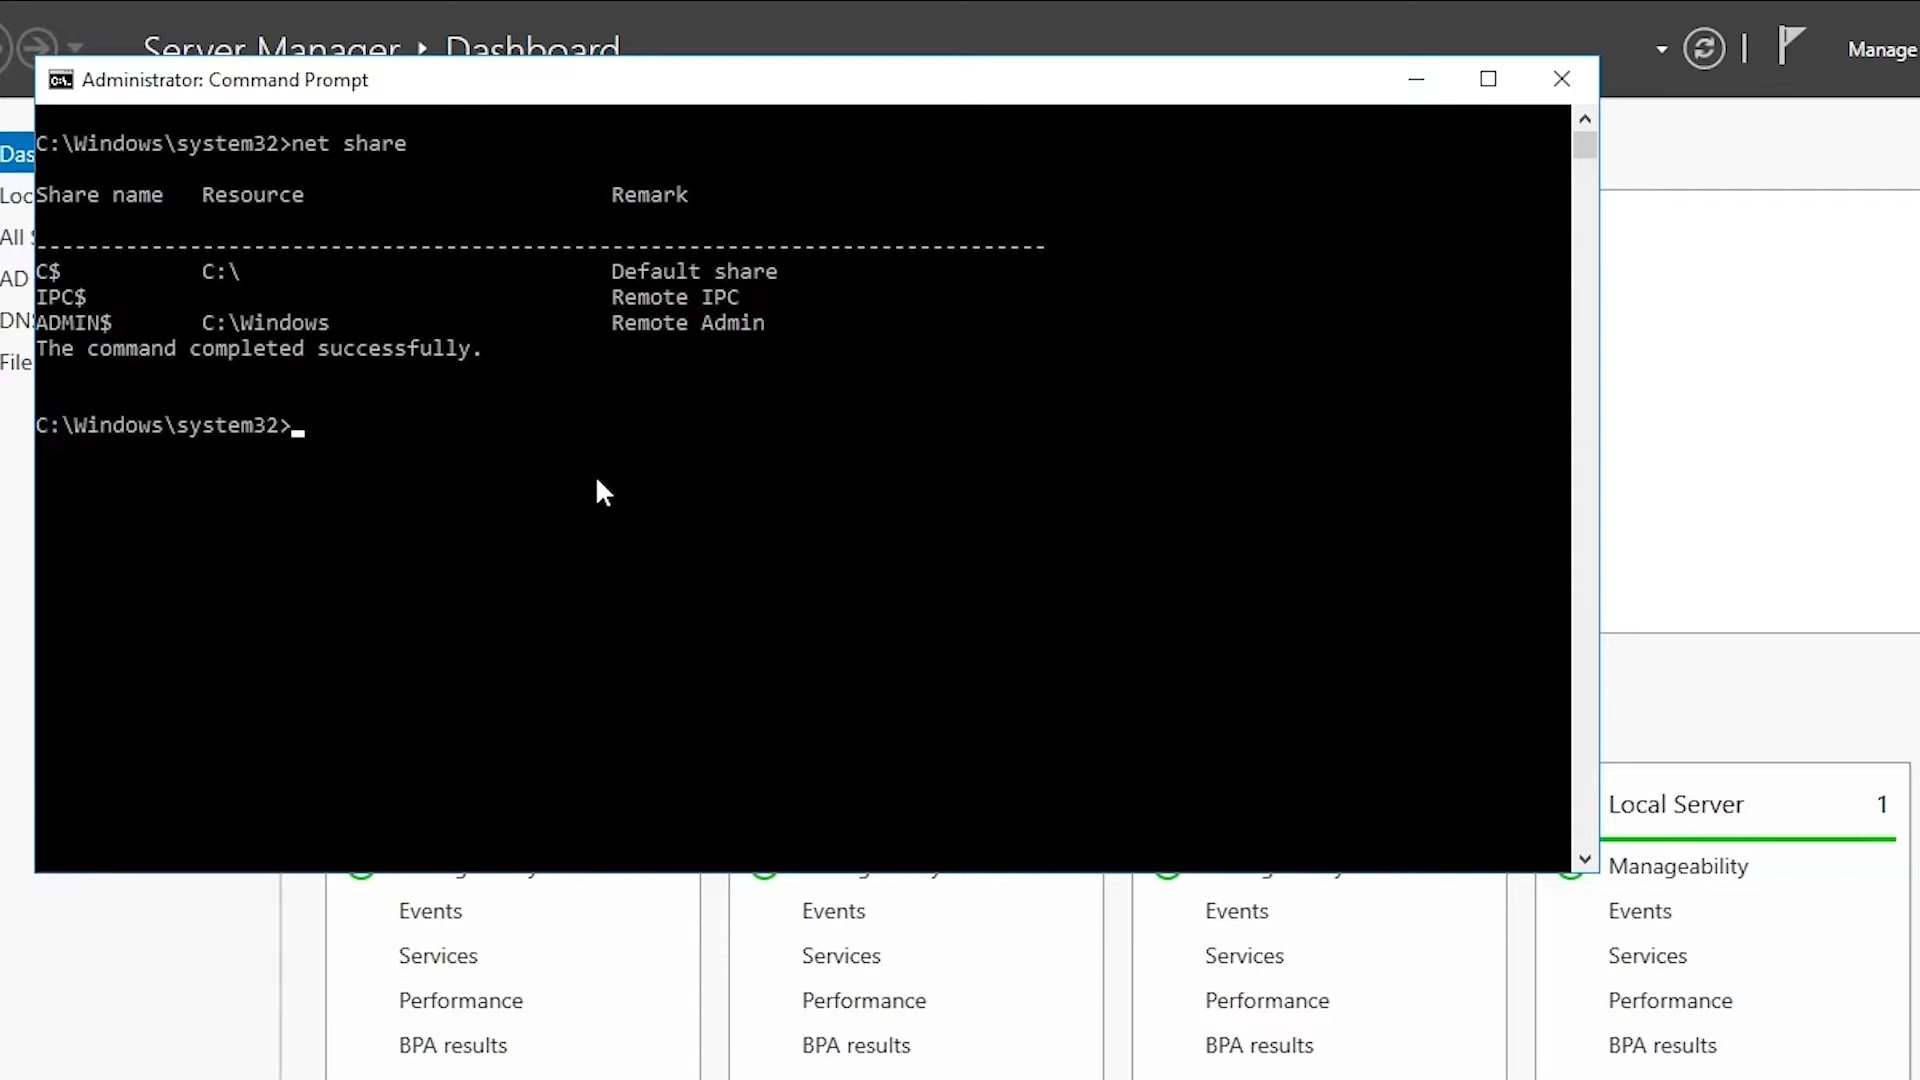 Server Manager ‣ Dashboard
Manage
Administrator: Command Prompt
C:\Windows\system32>net share
Share name Resource Remark
-------------------------------------------------------------------------------
C$ C:\ Default share
IPC$ Remote IPC
ADMIN$ C:\Windows Remote Admin
The command completed successfully.
C:\Windows\system32>
Das
Loc
All
AD
DN
File
Local Server 1
Manageability
Events
Services
Performance
BPA results
Events
Services
Performance
BPA results
Events
Services
Performance
BPA results
Events
Services
Performance
BPA results